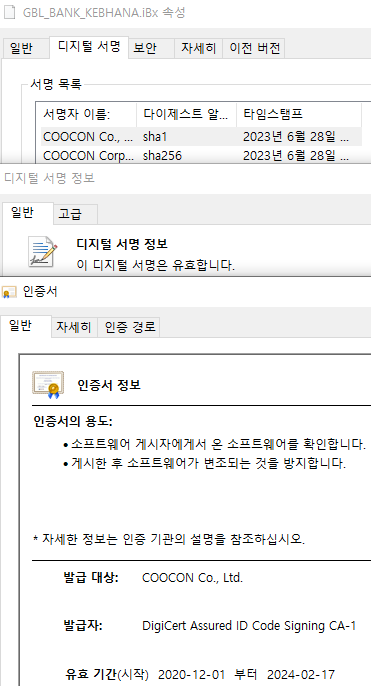 GBL_BANK_KEBHANA.iBx 속성
일반 디지털 서명 보안 자세히 이전 버전
서명 목록
서명자 이름: 다이제스트 알... 타임스탬프
COOCON Co., ... sha1 2023년 6월 28일 ...
COOCON Corp... sha256 2023년 6월 28일 ...
디지털 서명 정보
일반 고급
디지털 서명 정보
이 디지털 서명은 유효합니다.
인증서
일반 자세히 인증 경로
인증서 정보
인증서의 용도:
• 소프트웨어 게시자에게서 온 소프트웨어를 확인합니다.
• 게시한 후 소프트웨어가 변조되는 것을 방지합니다.
* 자세한 정보는 인증 기관의 설명을 참조하십시오.
발급 대상: COOCON Co., Ltd.
발급자: DigiCert Assured ID Code Signing CA-1
유효 기간(시작) 2020-12-01 부터 2024-02-17